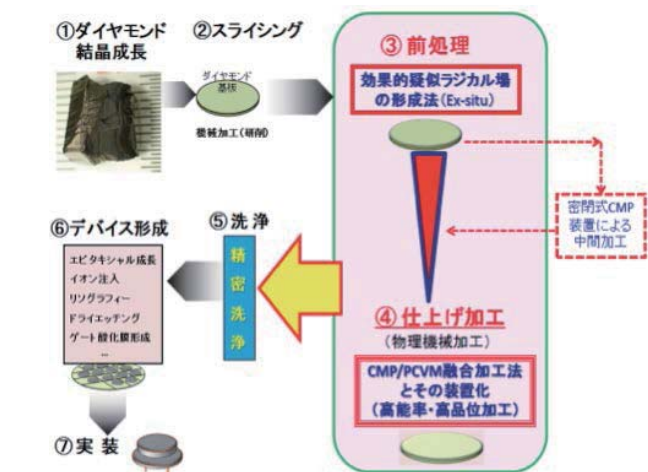 ①ダイヤモンド
結晶成長
②スライシング
ダイヤモンド
基板
機械加工(研削)
③前処理
効果的疑似ラジカル場
の形成法(Ex-situ)
密閉式CMP
装置による
中間加工
④仕上げ加工
(物理機械加工)
CMP/PCVM融合加工法
とその装置化
(高能率・高品位加工)
⑤洗浄
精密洗浄
⑥デバイス形成
エピタキシャル成長
イオン注入
リソグラフィー
ドライエッチング
ゲート酸化膜形成
...
⑦実装